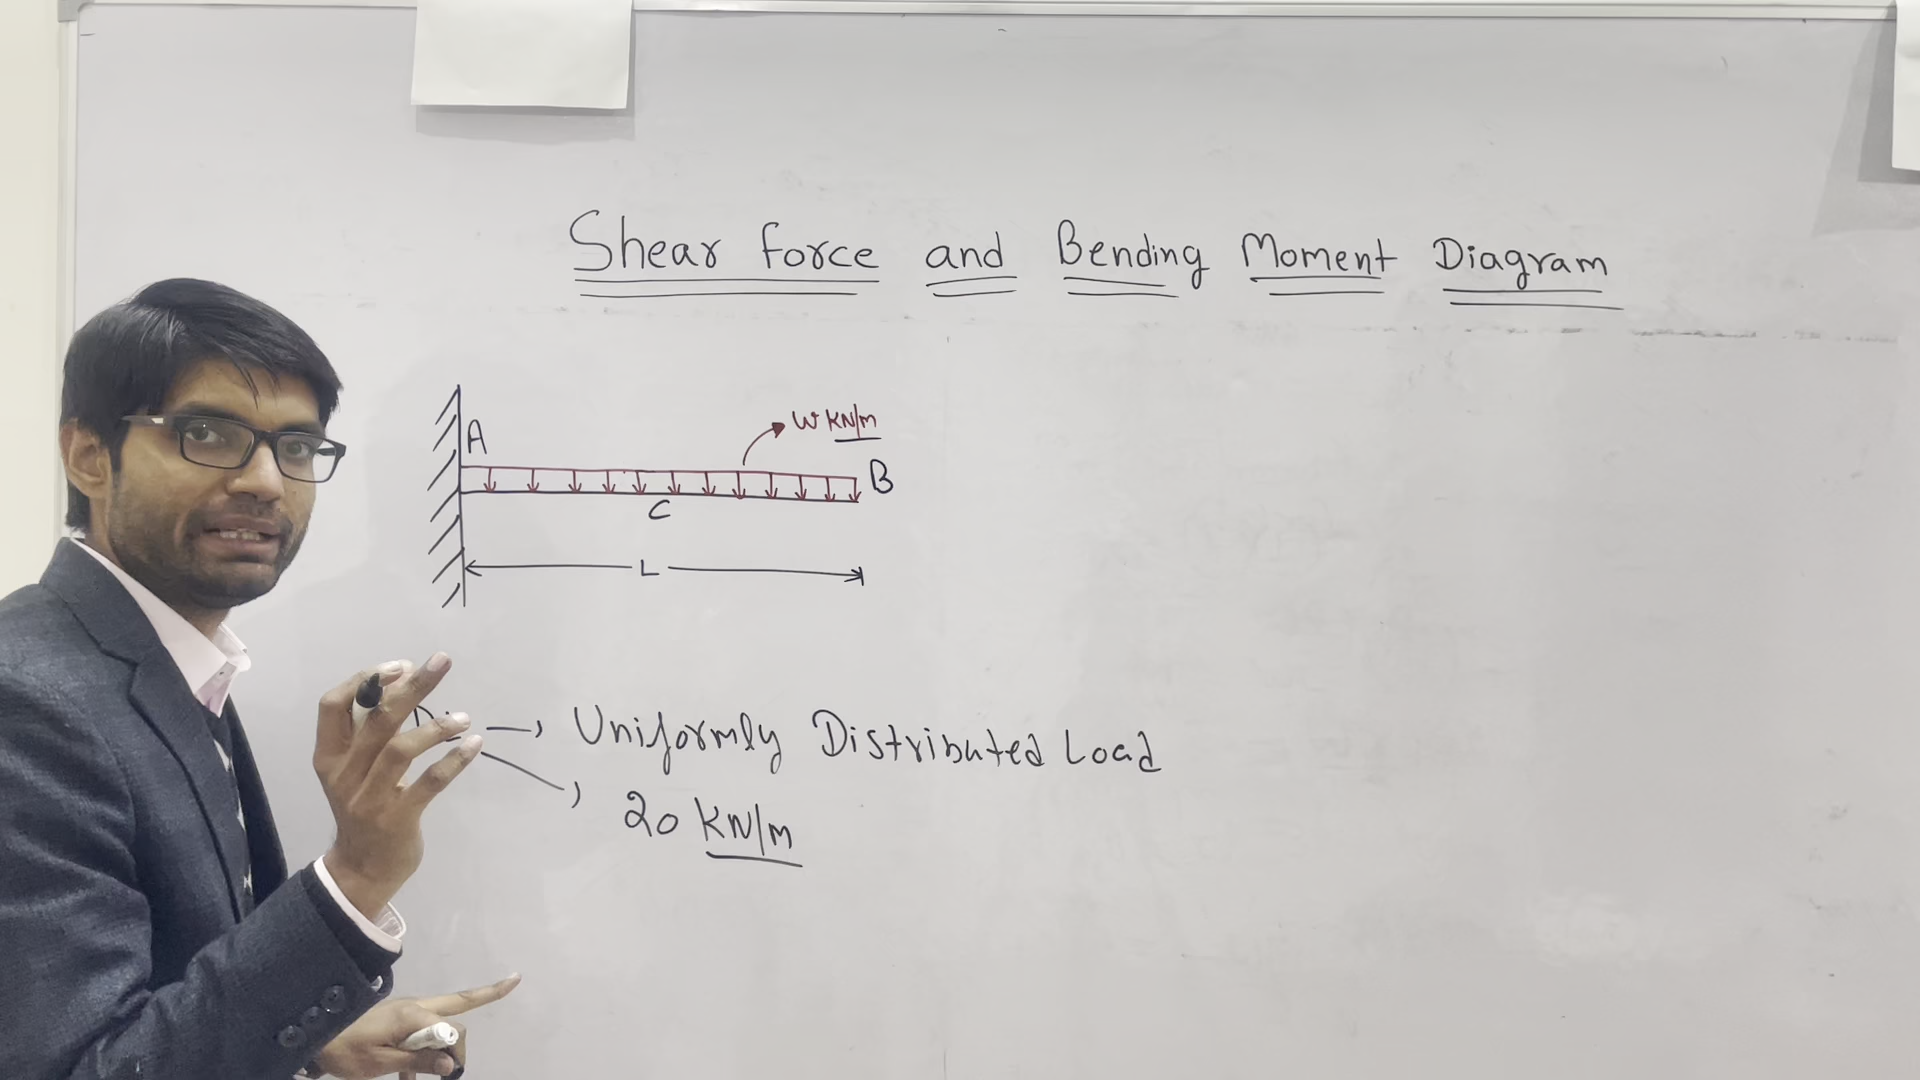 Shear force and Bending Moment Diagram
W KN/m
A
B
C
L
Uniformly Distributed Load
20 KN/m